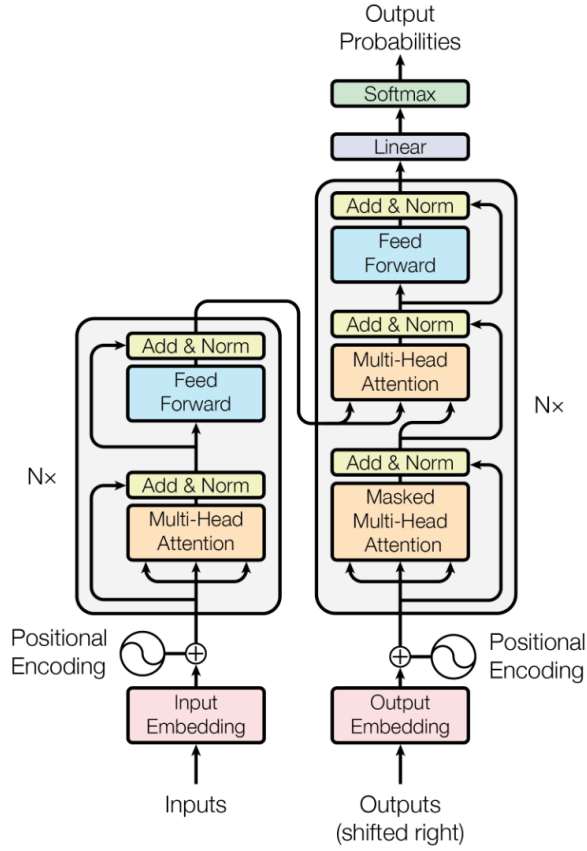 Output
Probabilities
Softmax
Linear
Add & Norm
Feed
Forward
Add & Norm
Multi-Head
Attention
Add & Norm
Masked
Multi-Head
Attention
N×
Add & Norm
Feed
Forward
Add & Norm
Multi-Head
Attention
N×
Positional
Encoding
Positional
Encoding
Input
Embedding
Output
Embedding
Inputs
Outputs
(shifted right)